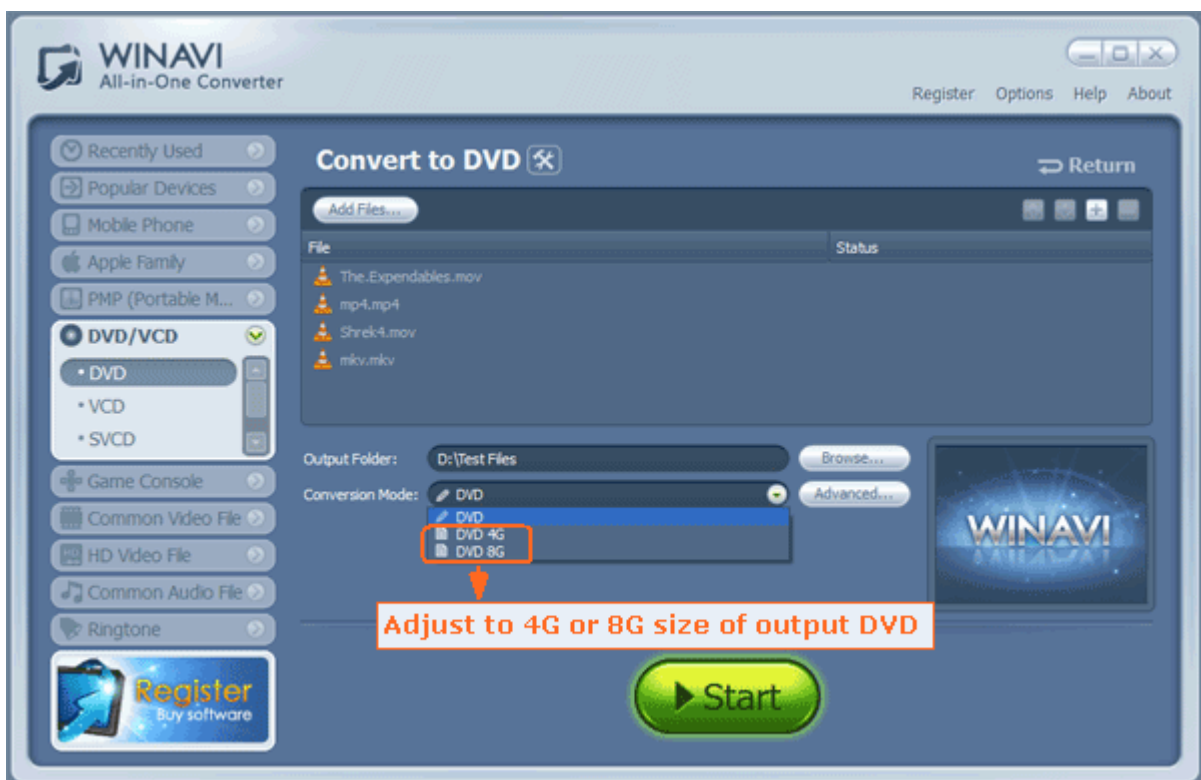 WINAVI
All-in-One Converter
Register Options Help About
Recently Used
Popular Devices
Mobile Phone
Apple Family
PMP (Portable M...
DVD/VCD
• DVD
• VCD
• SVCD
Game Console
Common Video File
HD Video File
Common Audio File
Ringtone
Register
Buy software
Convert to DVD
Return
Add Files...
File Status
The.Expendables.mov
mp4.mp4
Shrek4.mov
mkv.mkv
Output Folder: D:\Test Files Browse...
Conversion Mode: DVD Advanced...
DVD
DVD 4G
DVD 8G
WINAVI
Adjust to 4G or 8G size of output DVD
Start